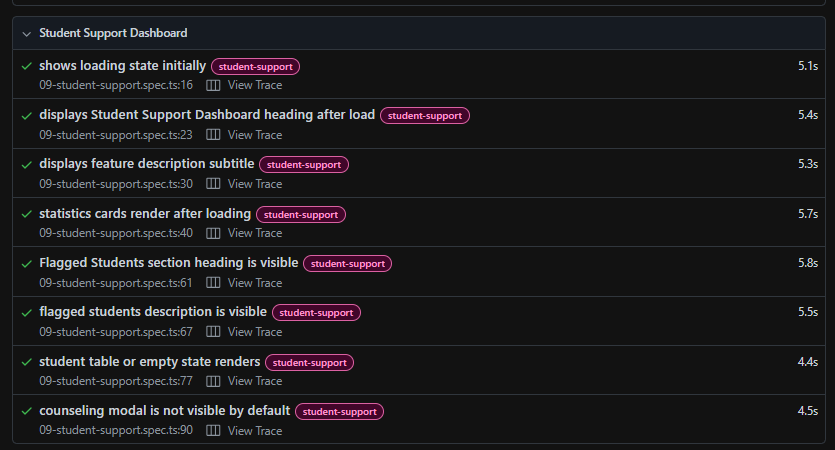 Student Support Dashboard
shows loading state initially student-support 5.1s
09-student-support.spec.ts:16 View Trace
displays Student Support Dashboard heading after load student-support 5.4s
09-student-support.spec.ts:23 View Trace
displays feature description subtitle student-support 5.3s
09-student-support.spec.ts:30 View Trace
statistics cards render after loading student-support 5.7s
09-student-support.spec.ts:40 View Trace
Flagged Students section heading is visible student-support 5.8s
09-student-support.spec.ts:61 View Trace
flagged students description is visible student-support 5.5s
09-student-support.spec.ts:67 View Trace
student table or empty state renders student-support 4.4s
09-student-support.spec.ts:77 View Trace
counseling modal is not visible by default student-support 4.5s
09-student-support.spec.ts:90 View Trace